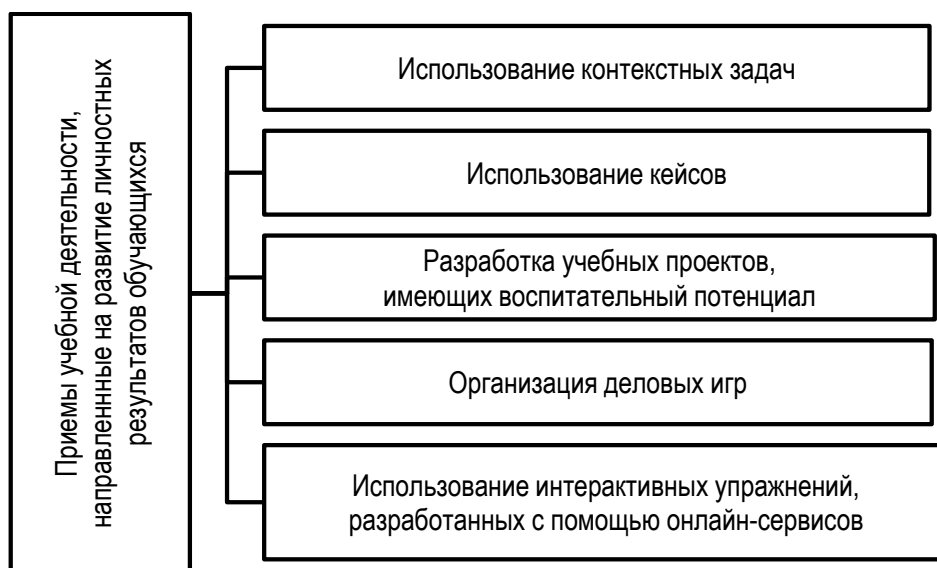 Приемы учебной деятельности,
направленные на развитие личностных
результатов обучающихся
Использование контекстных задач
Использование кейсов
Разработка учебных проектов,
имеющих воспитательный потенциал
Организация деловых игр
Использование интерактивных упражнений,
разработанных с помощью онлайн-сервисов